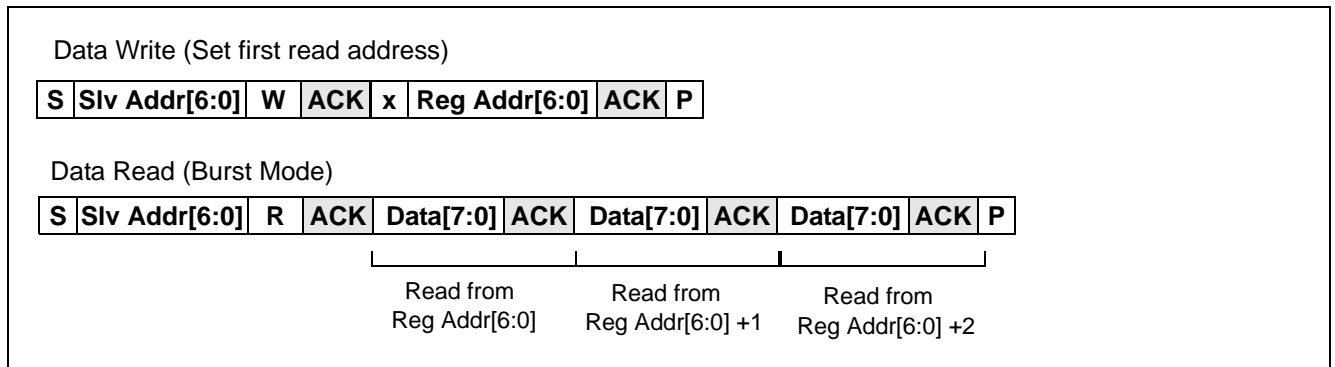 Data Write (Set first read address)
S Slv Addr[6:0] W ACK x Reg Addr[6:0] ACK P
Data Read (Burst Mode)
S Slv Addr[6:0] R ACK Data[7:0] ACK Data[7:0] ACK Data[7:0] ACK P
Read from Read from Read from
Reg Addr[6:0] Reg Addr[6:0] +1 Reg Addr[6:0] +2